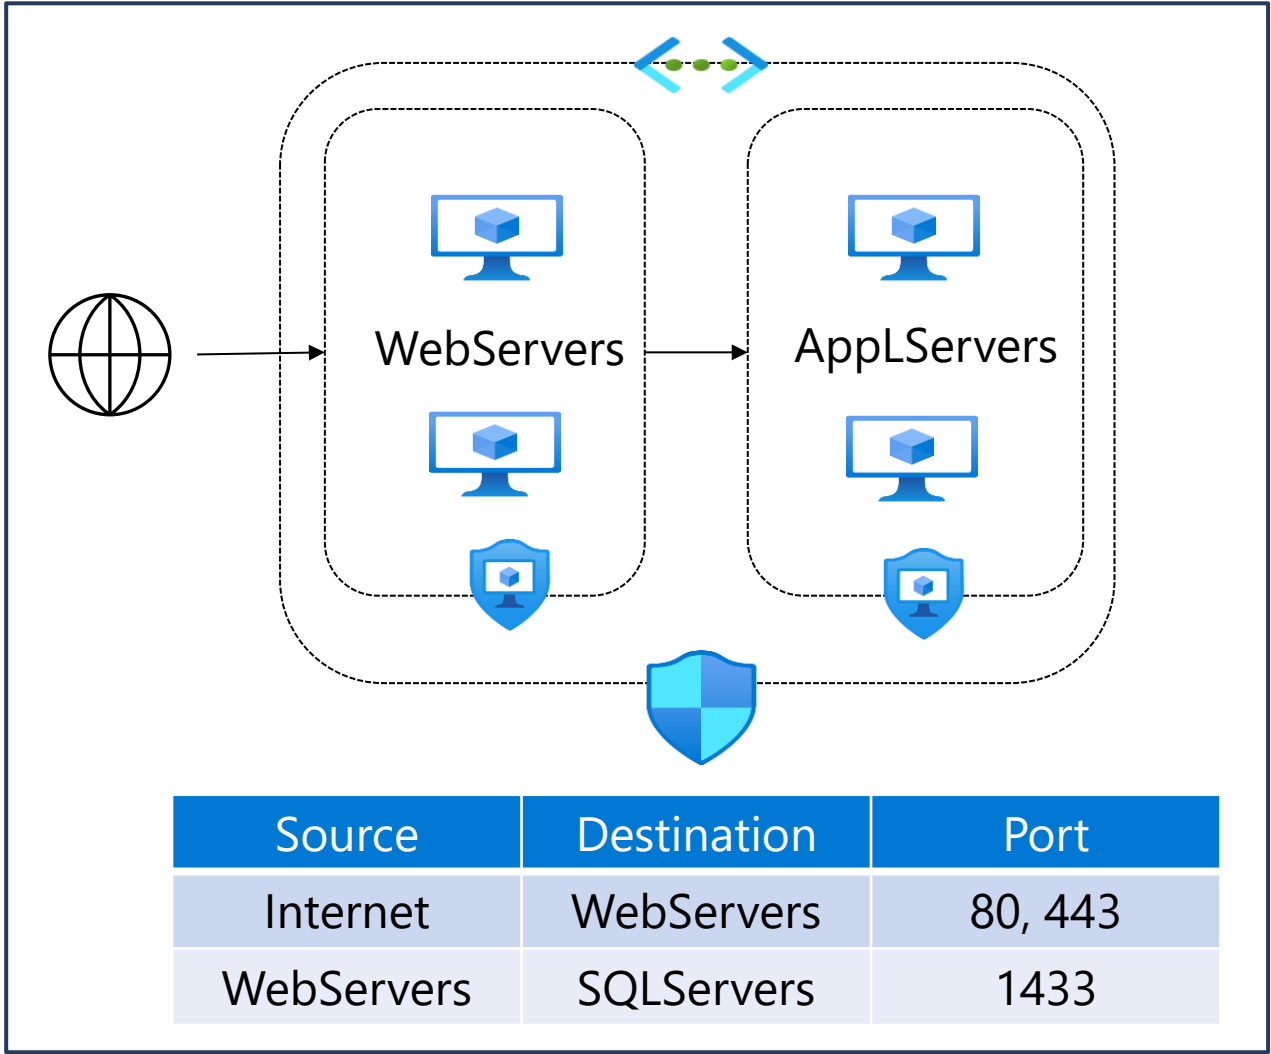 WebServers
AppLServers
Source Destination Port
Internet WebServers 80, 443
WebServers SQLServers 1433